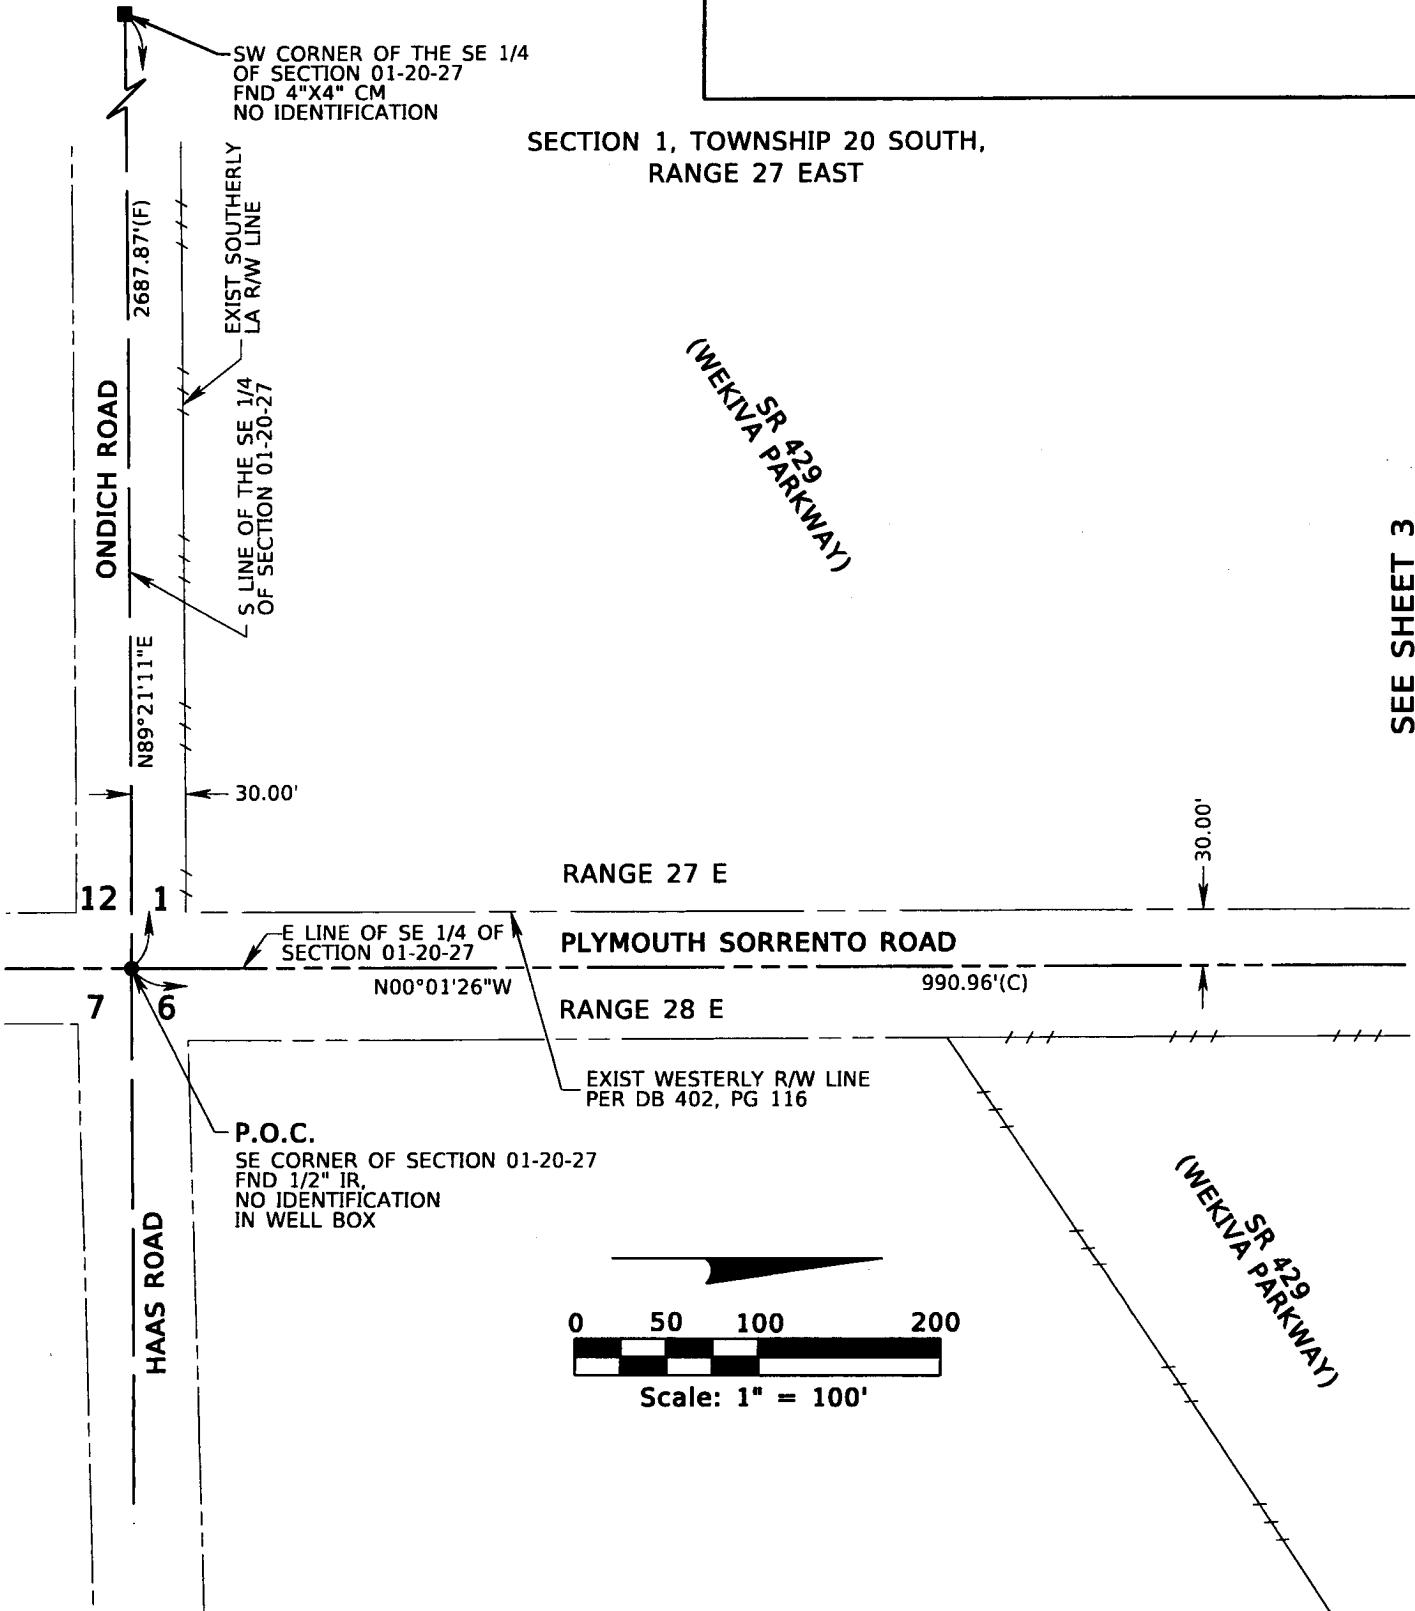 SW CORNER OF THE SE 1/4
OF SECTION 01-20-27
FND 4"X4" CM
NO IDENTIFICATION
SECTION 1, TOWNSHIP 20 SOUTH,
RANGE 27 EAST
2687.87'(F)
EXIST SOUTHERLY
LA R/W LINE
ONDICH ROAD
S LINE OF THE SE 1/4
OF SECTION 01-20-27
N89°21'11"E
SR 429
(WEKIVA PARKWAY)
SEE SHEET 3
30.00'
30.00'
RANGE 27 E
12
1
E LINE OF SE 1/4 OF
SECTION 01-20-27
PLYMOUTH SORRENTO ROAD
N00°01'26"W
990.96'(C)
7
6
RANGE 28 E
EXIST WESTERLY R/W LINE
PER DB 402, PG 116
P.O.C.
SE CORNER OF SECTION 01-20-27
FND 1/2" IR,
NO IDENTIFICATION
IN WELL BOX
HAAS ROAD
SR 429
(WEKIVA PARKWAY)
0 50 100 200
Scale: 1" = 100'